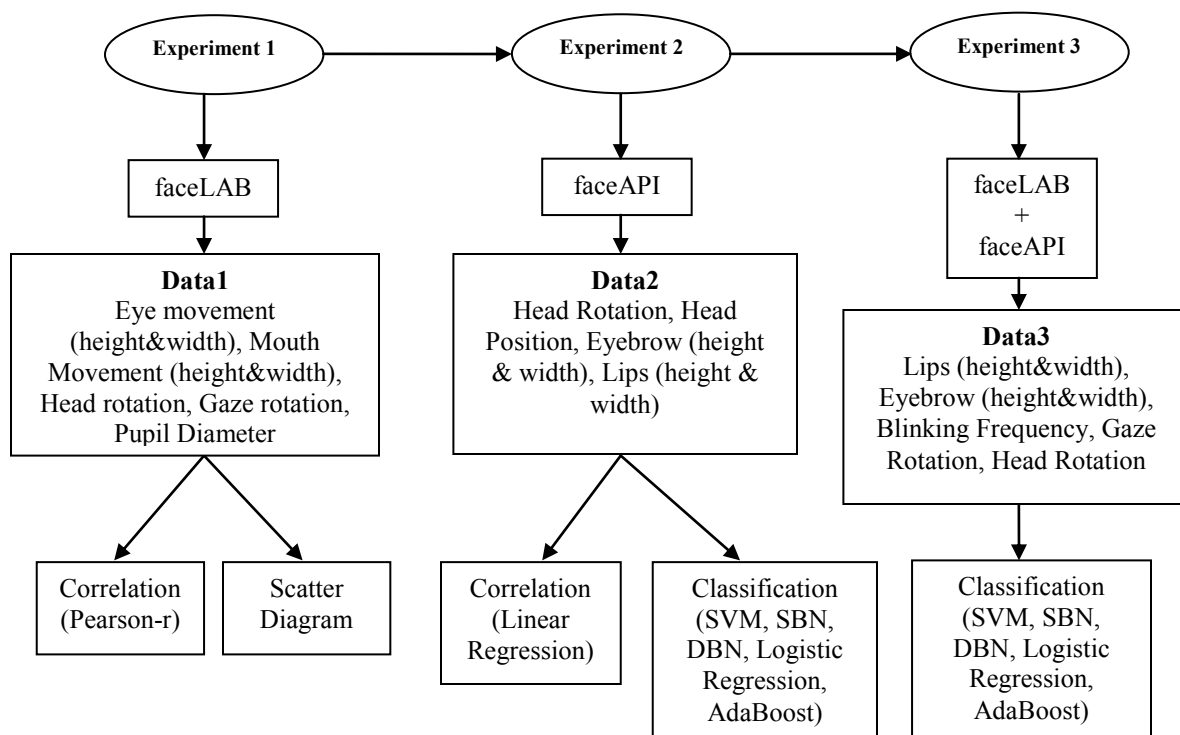 Experiment 1
Experiment 2
Experiment 3
faceLAB
faceAPI
faceLAB
+
faceAPI
Data1
Eye movement
(height&width), Mouth
Movement (height&width),
Head rotation, Gaze rotation,
Pupil Diameter
Data2
Head Rotation, Head
Position, Eyebrow (height
& width), Lips (height &
width)
Data3
Lips (height&width),
Eyebrow (height&width),
Blinking Frequency, Gaze
Rotation, Head Rotation
Correlation
(Pearson-r)
Scatter
Diagram
Correlation
(Linear
Regression)
Classification
(SVM, SBN,
DBN, Logistic
Regression,
AdaBoost)
Classification
(SVM, SBN,
DBN, Logistic
Regression,
AdaBoost)